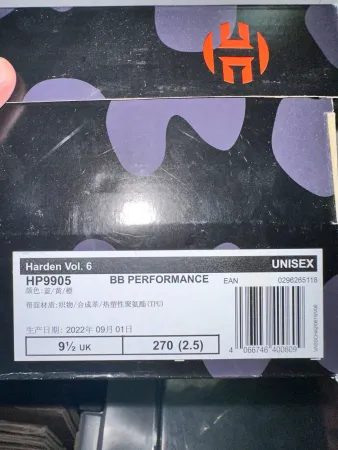 Harden Vol. 6 UNISEX
HP9905 BB PERFORMANCE EAN 0296265118
颜色:蓝/黄/橙
帮面材质:织物/合成革/热塑性聚氨酯(TPU)
生产日期:2022年 09月 01日
9½ UK 270 (2.5)
4 066746 400809